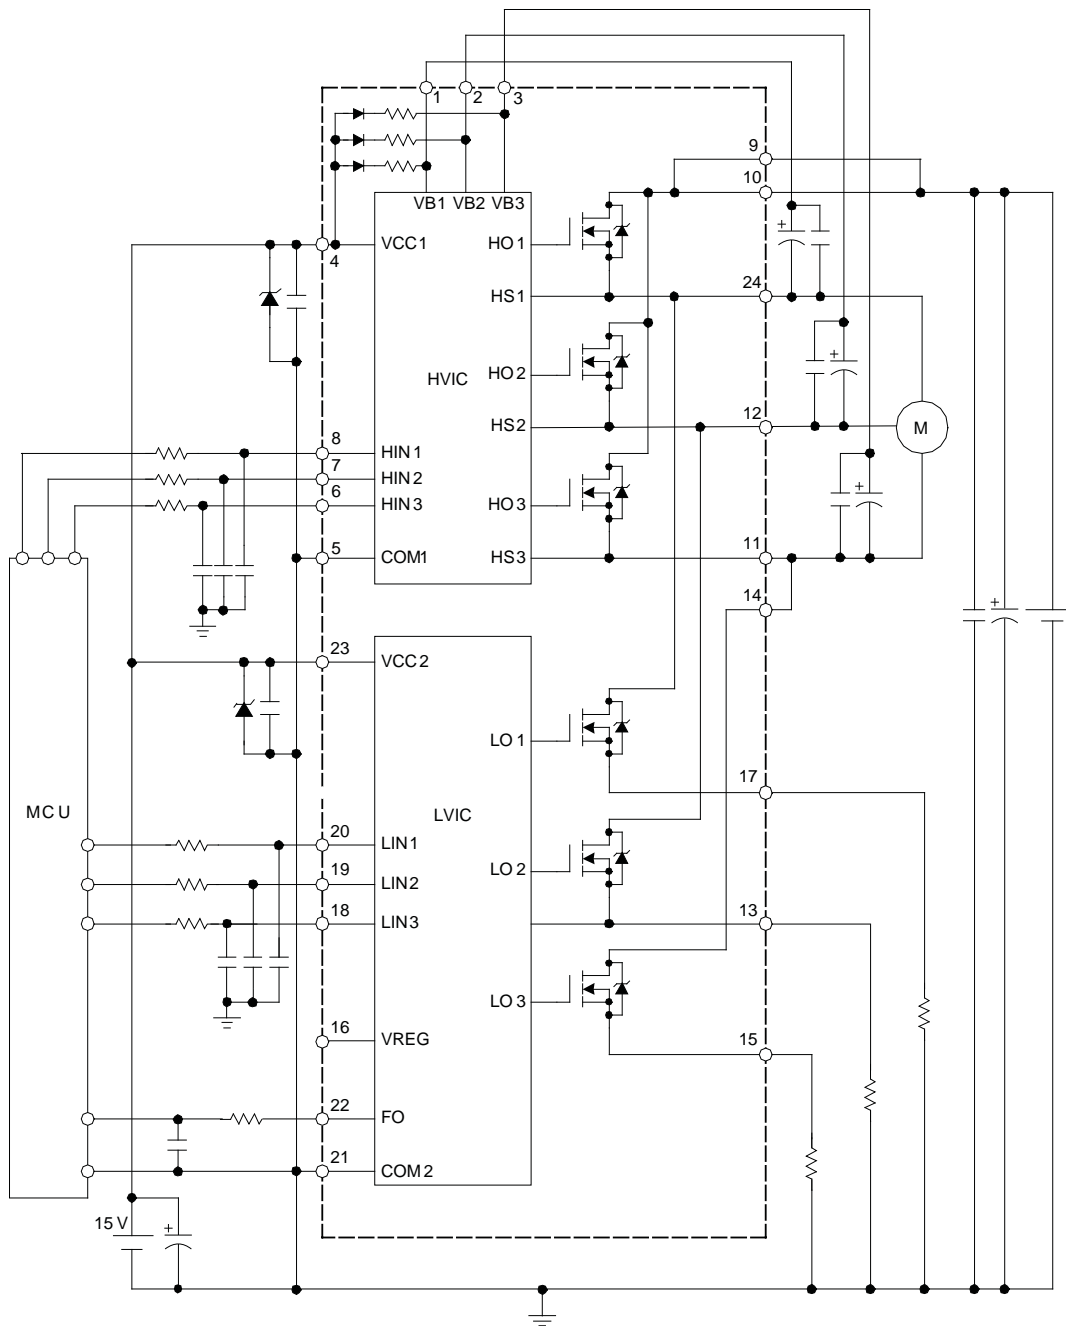 1 2 3
9
10
VB1 VB2 VB3
VCC1 HO1
4
24
HS1
HVIC HO2
12
HS2
M
8
HIN1
7
HIN2
6
HIN3 HO3
5
COM1 HS3
11
14
23
VCC2
LO1
17
MCU
LVIC
20
LIN1
19
LIN2 LO2
18
LIN3
13
LO3
16
VREG
15
22
FO
21
COM2
15 V
+
+
+
+
+